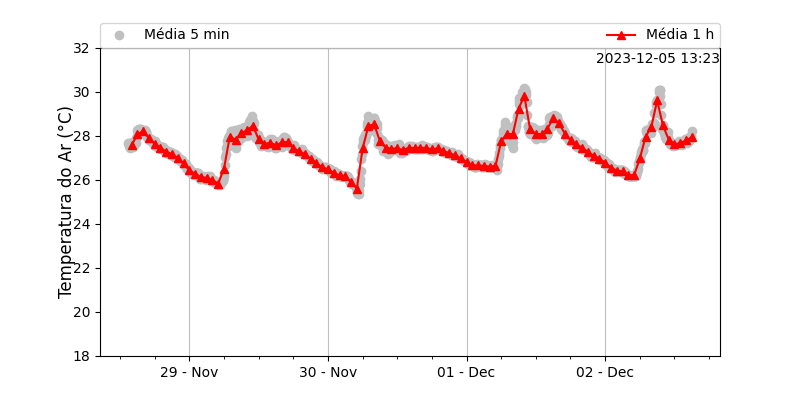 Média 5 min
Média 1 h
2023-12-05 13:23
Temperatura do Ar (°C)
32
30
28
26
24
22
20
18
29 - Nov
30 - Nov
01 - Dec
02 - Dec